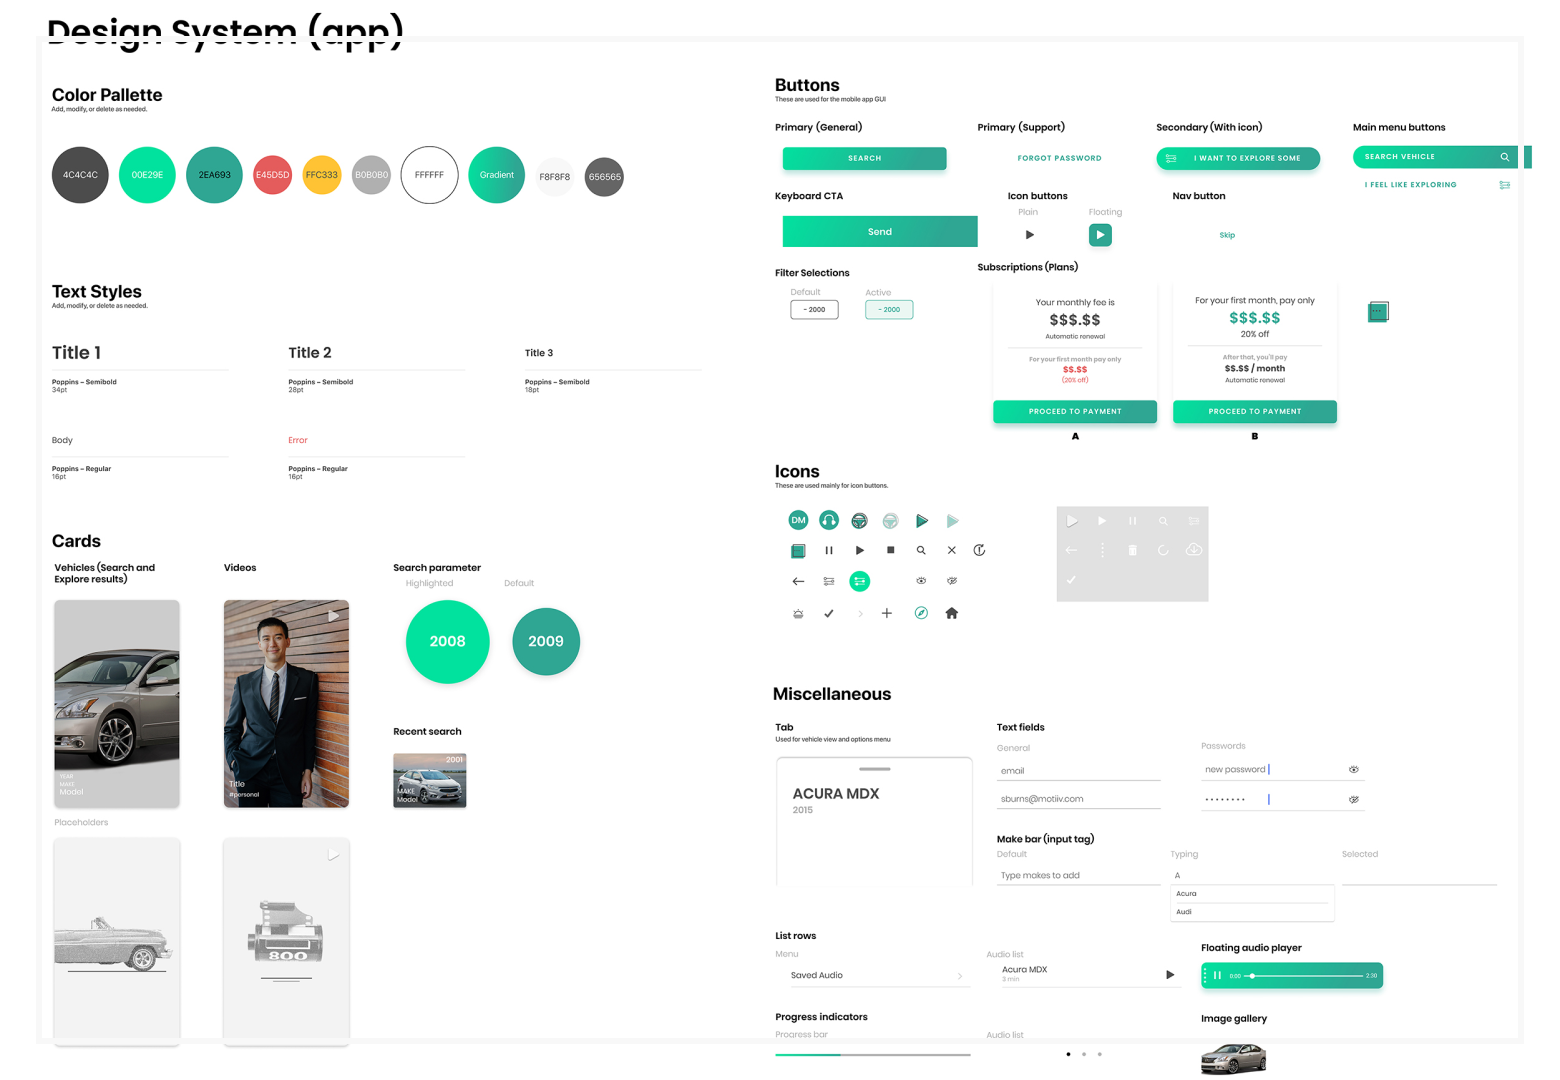 Design System (app)
Color Pallette
Add, modify, or delete as needed.
4C4C4C
00E29E
2EA693
E45D5D
FFC333
B0B0B0
FFFFFF
Gradient
F8F8F8
656565
Text Styles
Add, modify, or delete as needed.
Title 1
Poppins – Semibold
34pt
Title 2
Poppins – Semibold
28pt
Title 3
Poppins – Semibold
18pt
Body
Poppins – Regular
16pt
Error
Poppins – Regular
16pt
Cards
Vehicles (Search and
Explore results)
YEAR
MAKE
Model
Videos
Title
#personal
Search parameter
Highlighted
Default
2008
2009
Recent search
2001
MAKE
Model
Placeholders
800
Buttons
These are used for the mobile app GUI
Primary (General)
SEARCH
Primary (Support)
FORGOT PASSWORD
Secondary (With icon)
I WANT TO EXPLORE SOME
Main menu buttons
SEARCH VEHICLE
I FEEL LIKE EXPLORING
Keyboard CTA
Send
Icon buttons
Plain
Floating
Nav button
Skip
Filter Selections
Default
- 2000
Active
- 2000
Subscriptions (Plans)
Your monthly fee is
$$$.$$
Automatic renewal
For your first month pay only
$$.$$
(20% off)
PROCEED TO PAYMENT
A
For your first month, pay only
$$$.$$
20% off
After that, you'll pay
$$.$$ / month
Automatic renewal
PROCEED TO PAYMENT
B
Icons
These are used mainly for icon buttons.
DM
Miscellaneous
Tab
Used for vehicle view and options menu
ACURA MDX
2015
Text fields
General
email
sburns@motiiv.com
Passwords
new password
Make bar (input tag)
Default
Type makes to add
Typing
A
Acura
Audi
Selected
List rows
Menu
Saved Audio
Audio list
Acura MDX
3 min
Floating audio player
0:00
2:39
Progress indicators
Progress bar
Audio list
Image gallery